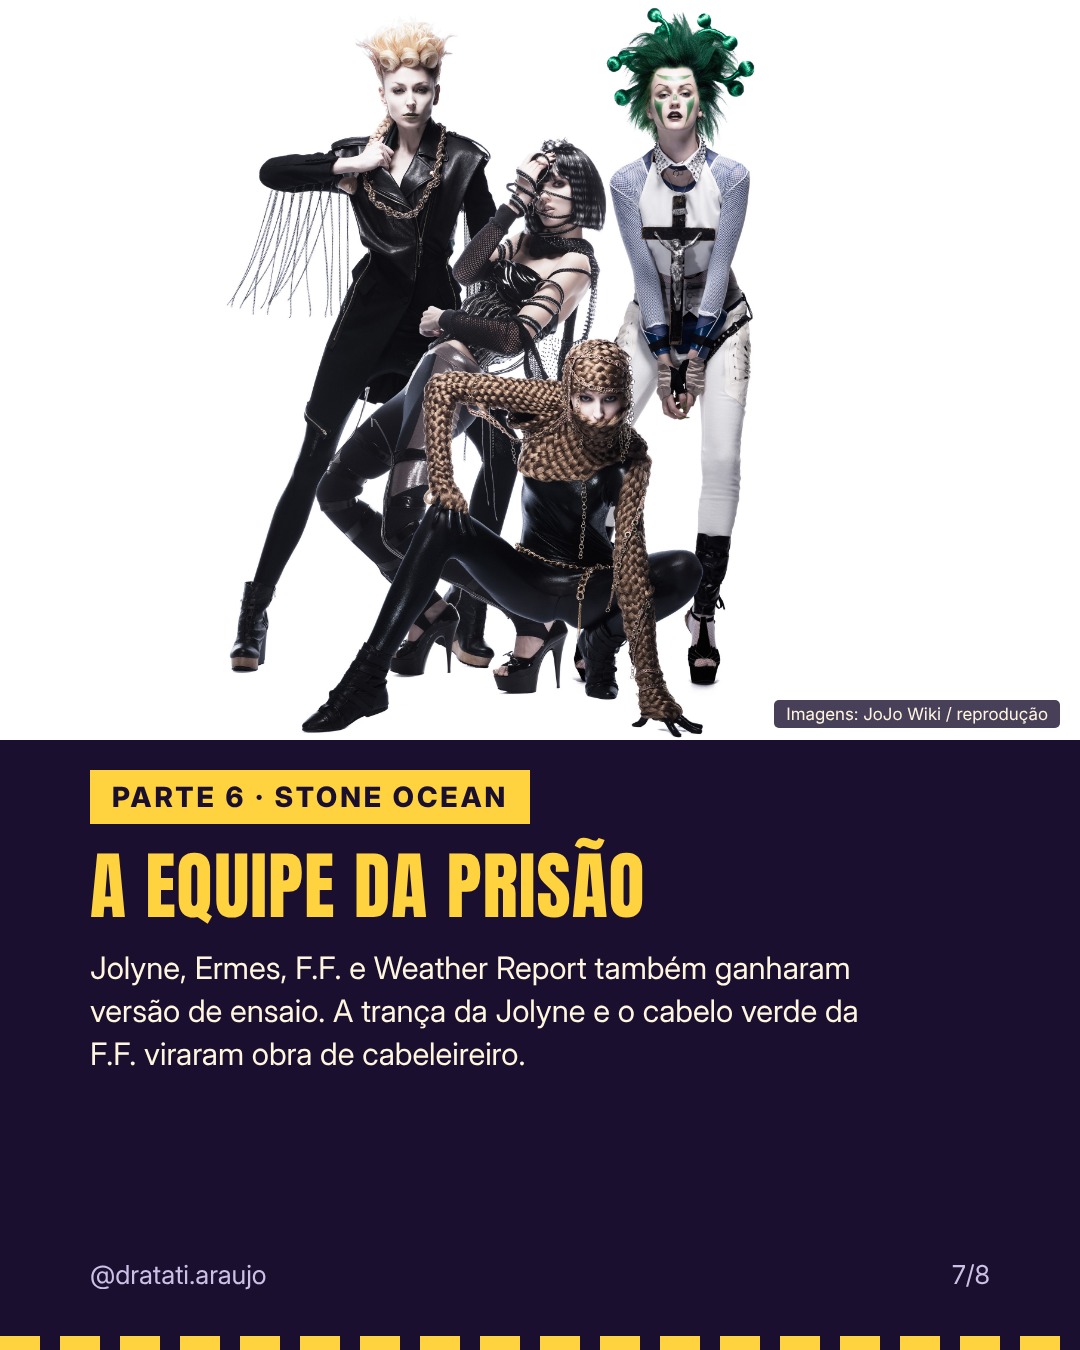 Imagens: JoJo Wiki / reprodução
PARTE 6 · STONE OCEAN
A EQUIPE DA PRISÃO
Jolyne, Ermes, F.F. e Weather Report também ganharam
versão de ensaio. A trança da Jolyne e o cabelo verde da
F.F. viraram obra de cabeleireiro.
@dratati.araujo
7/8